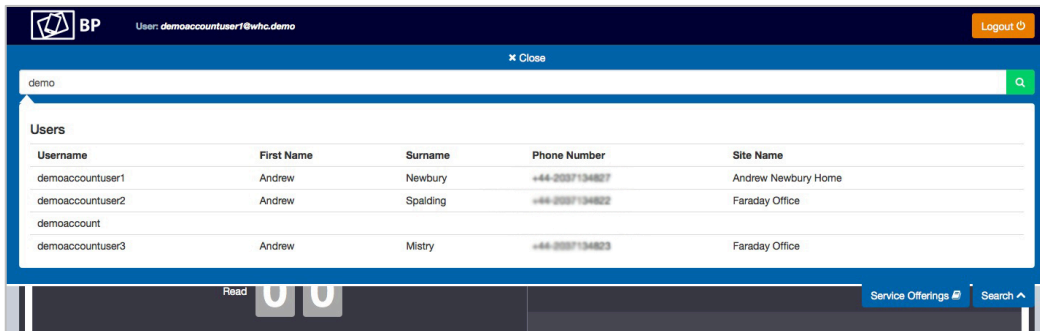 BP User: demoaccountuser1@whc.demo Logout
× Close
demo
Users
Username First Name Surname Phone Number Site Name
demoaccountuser1 Andrew Newbury Andrew Newbury Home
demoaccountuser2 Andrew Spalding Faraday Office
demoaccount
demoaccountuser3 Andrew Mistry Faraday Office
Read 0 0
Service Offerings Search